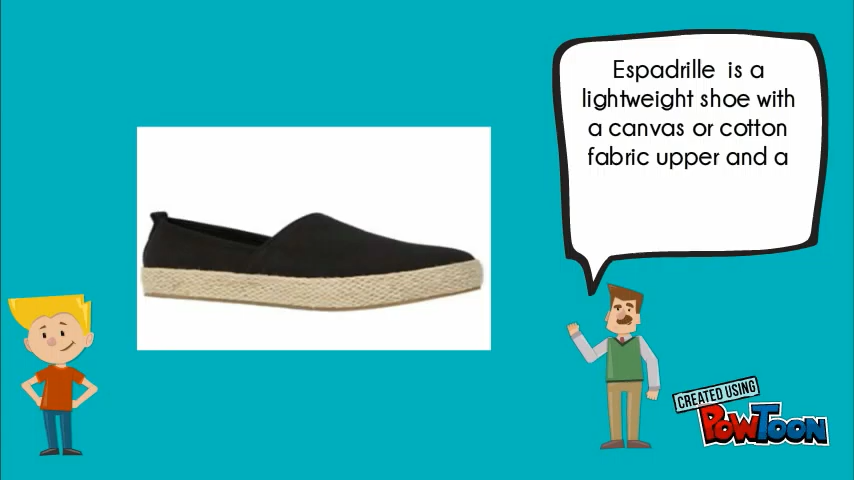 Espadrille is a
lightweight shoe with
a canvas or cotton
fabric upper and a
CREATED USING
POWTOON